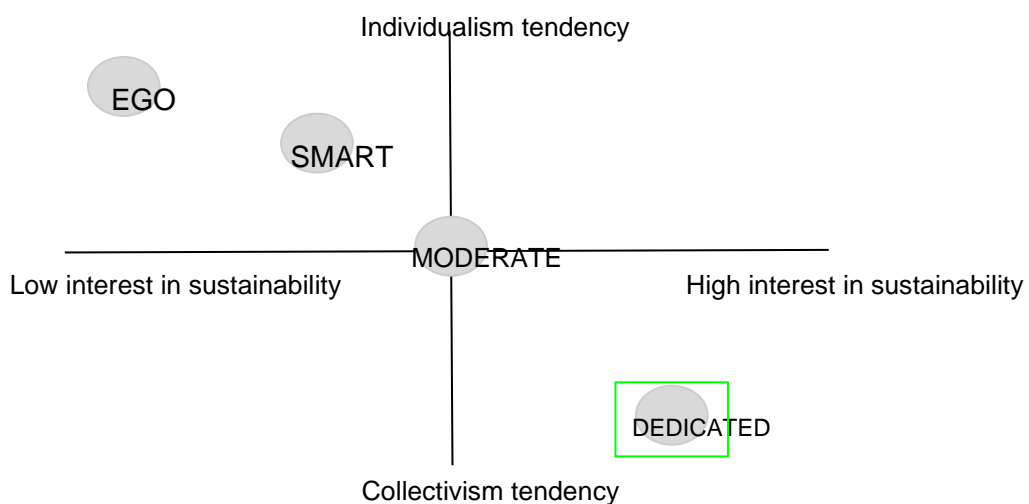 Individualism tendency
EGO
SMART
MODERATE
Low interest in sustainability
High interest in sustainability
DEDICATED
Collectivism tendency